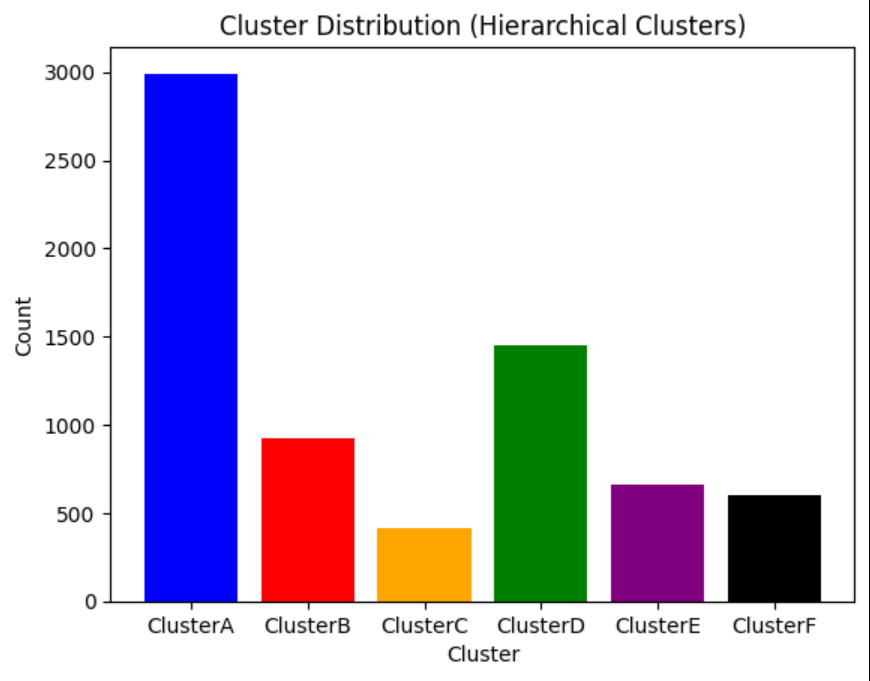 Cluster Distribution (Hierarchical Clusters)
3000
2500
2000
1500
1000
500
0
Count
ClusterA ClusterB ClusterC ClusterD ClusterE ClusterF
Cluster